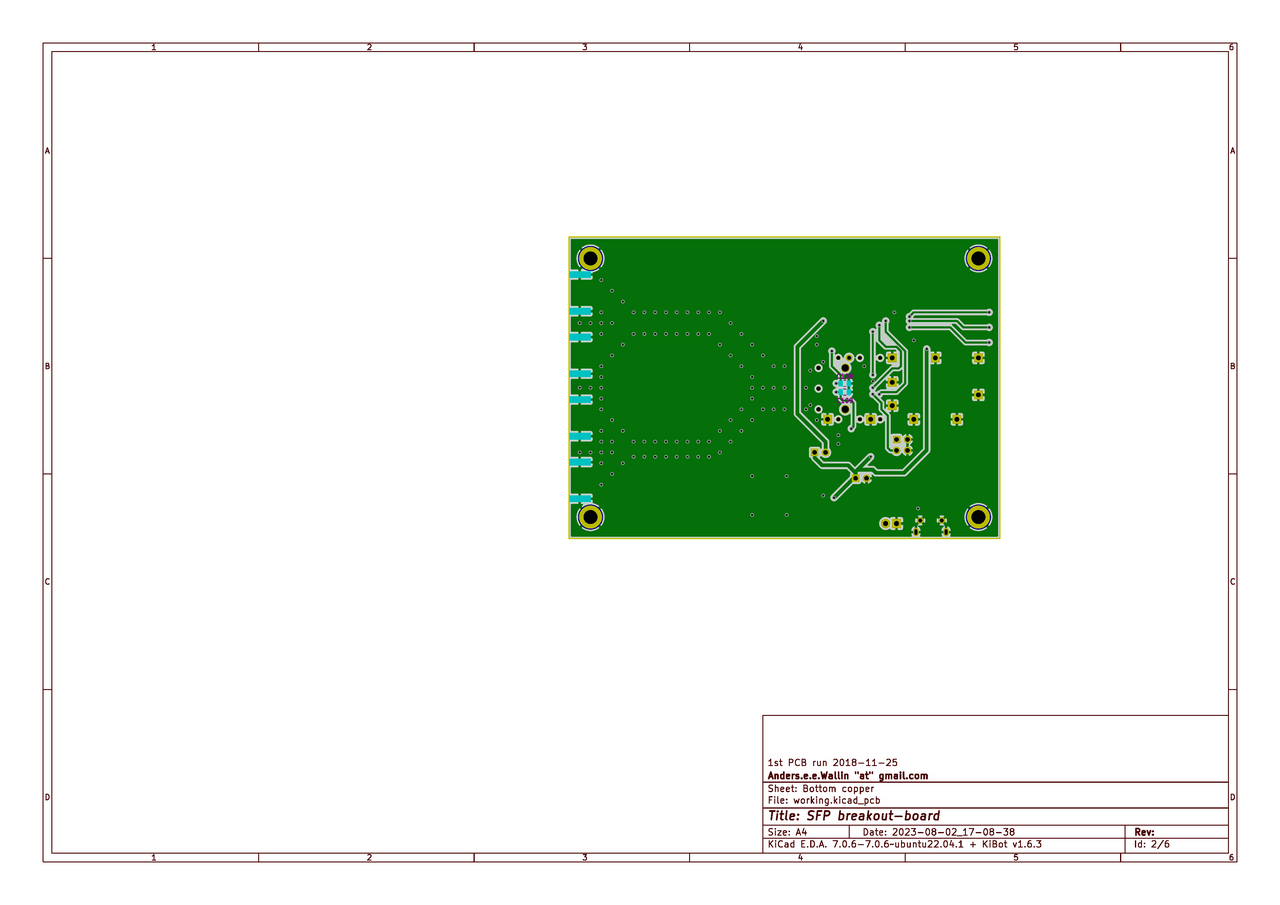 1 2 3 4 5 6
A A
B B
C C
D D
1st PCB run 2018-11-25
Anders.e.e.Wallin "at" gmail.com
Sheet: Bottom copper
File: working.kicad_pcb
Title: SFP breakout-board
Size: A4 Date: 2023-08-02_17-08-38 Rev:
KiCad E.D.A. 7.0.6-7.0.6~ubuntu22.04.1 + KiBot v1.6.3 Id: 2/6
1 2 3 4 5 6